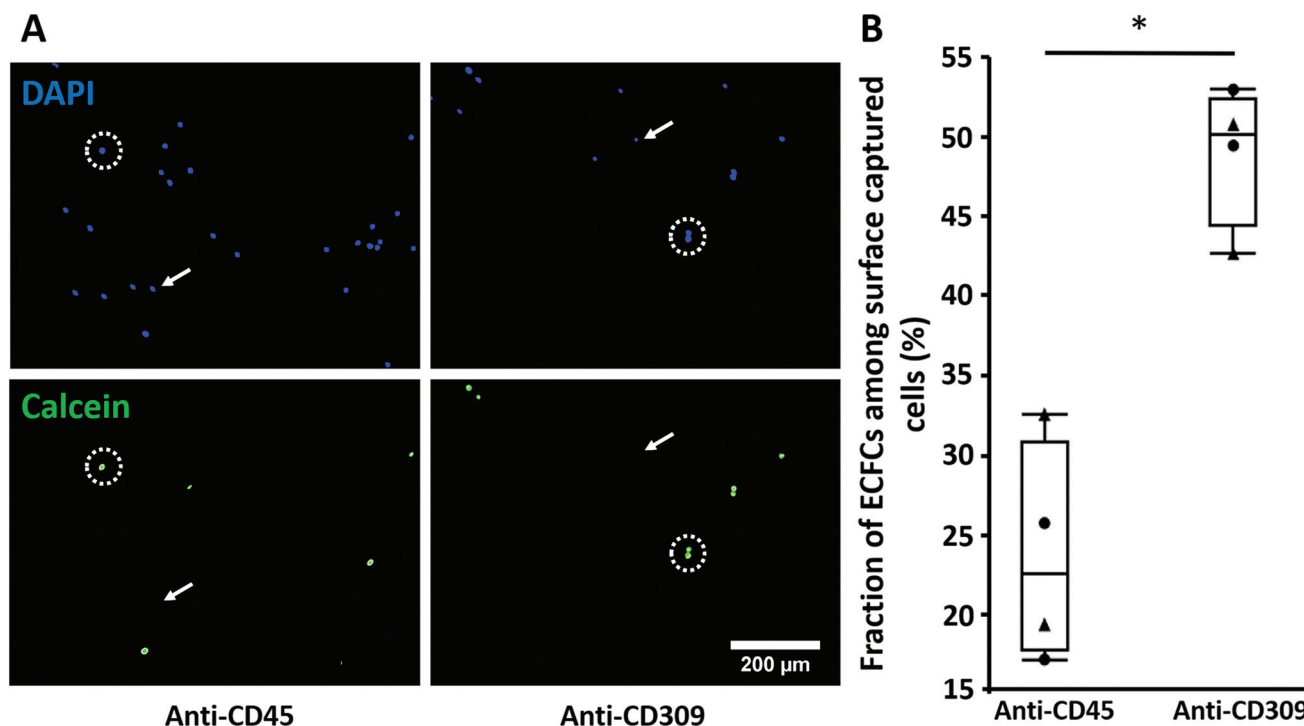 A
DAPI
Calcein
200 µm
Anti-CD45
Anti-CD309
B
*
Fraction of ECFCs among surface captured
cells (%)
55
50
45
40
35
30
25
20
15
Anti-CD45
Anti-CD309